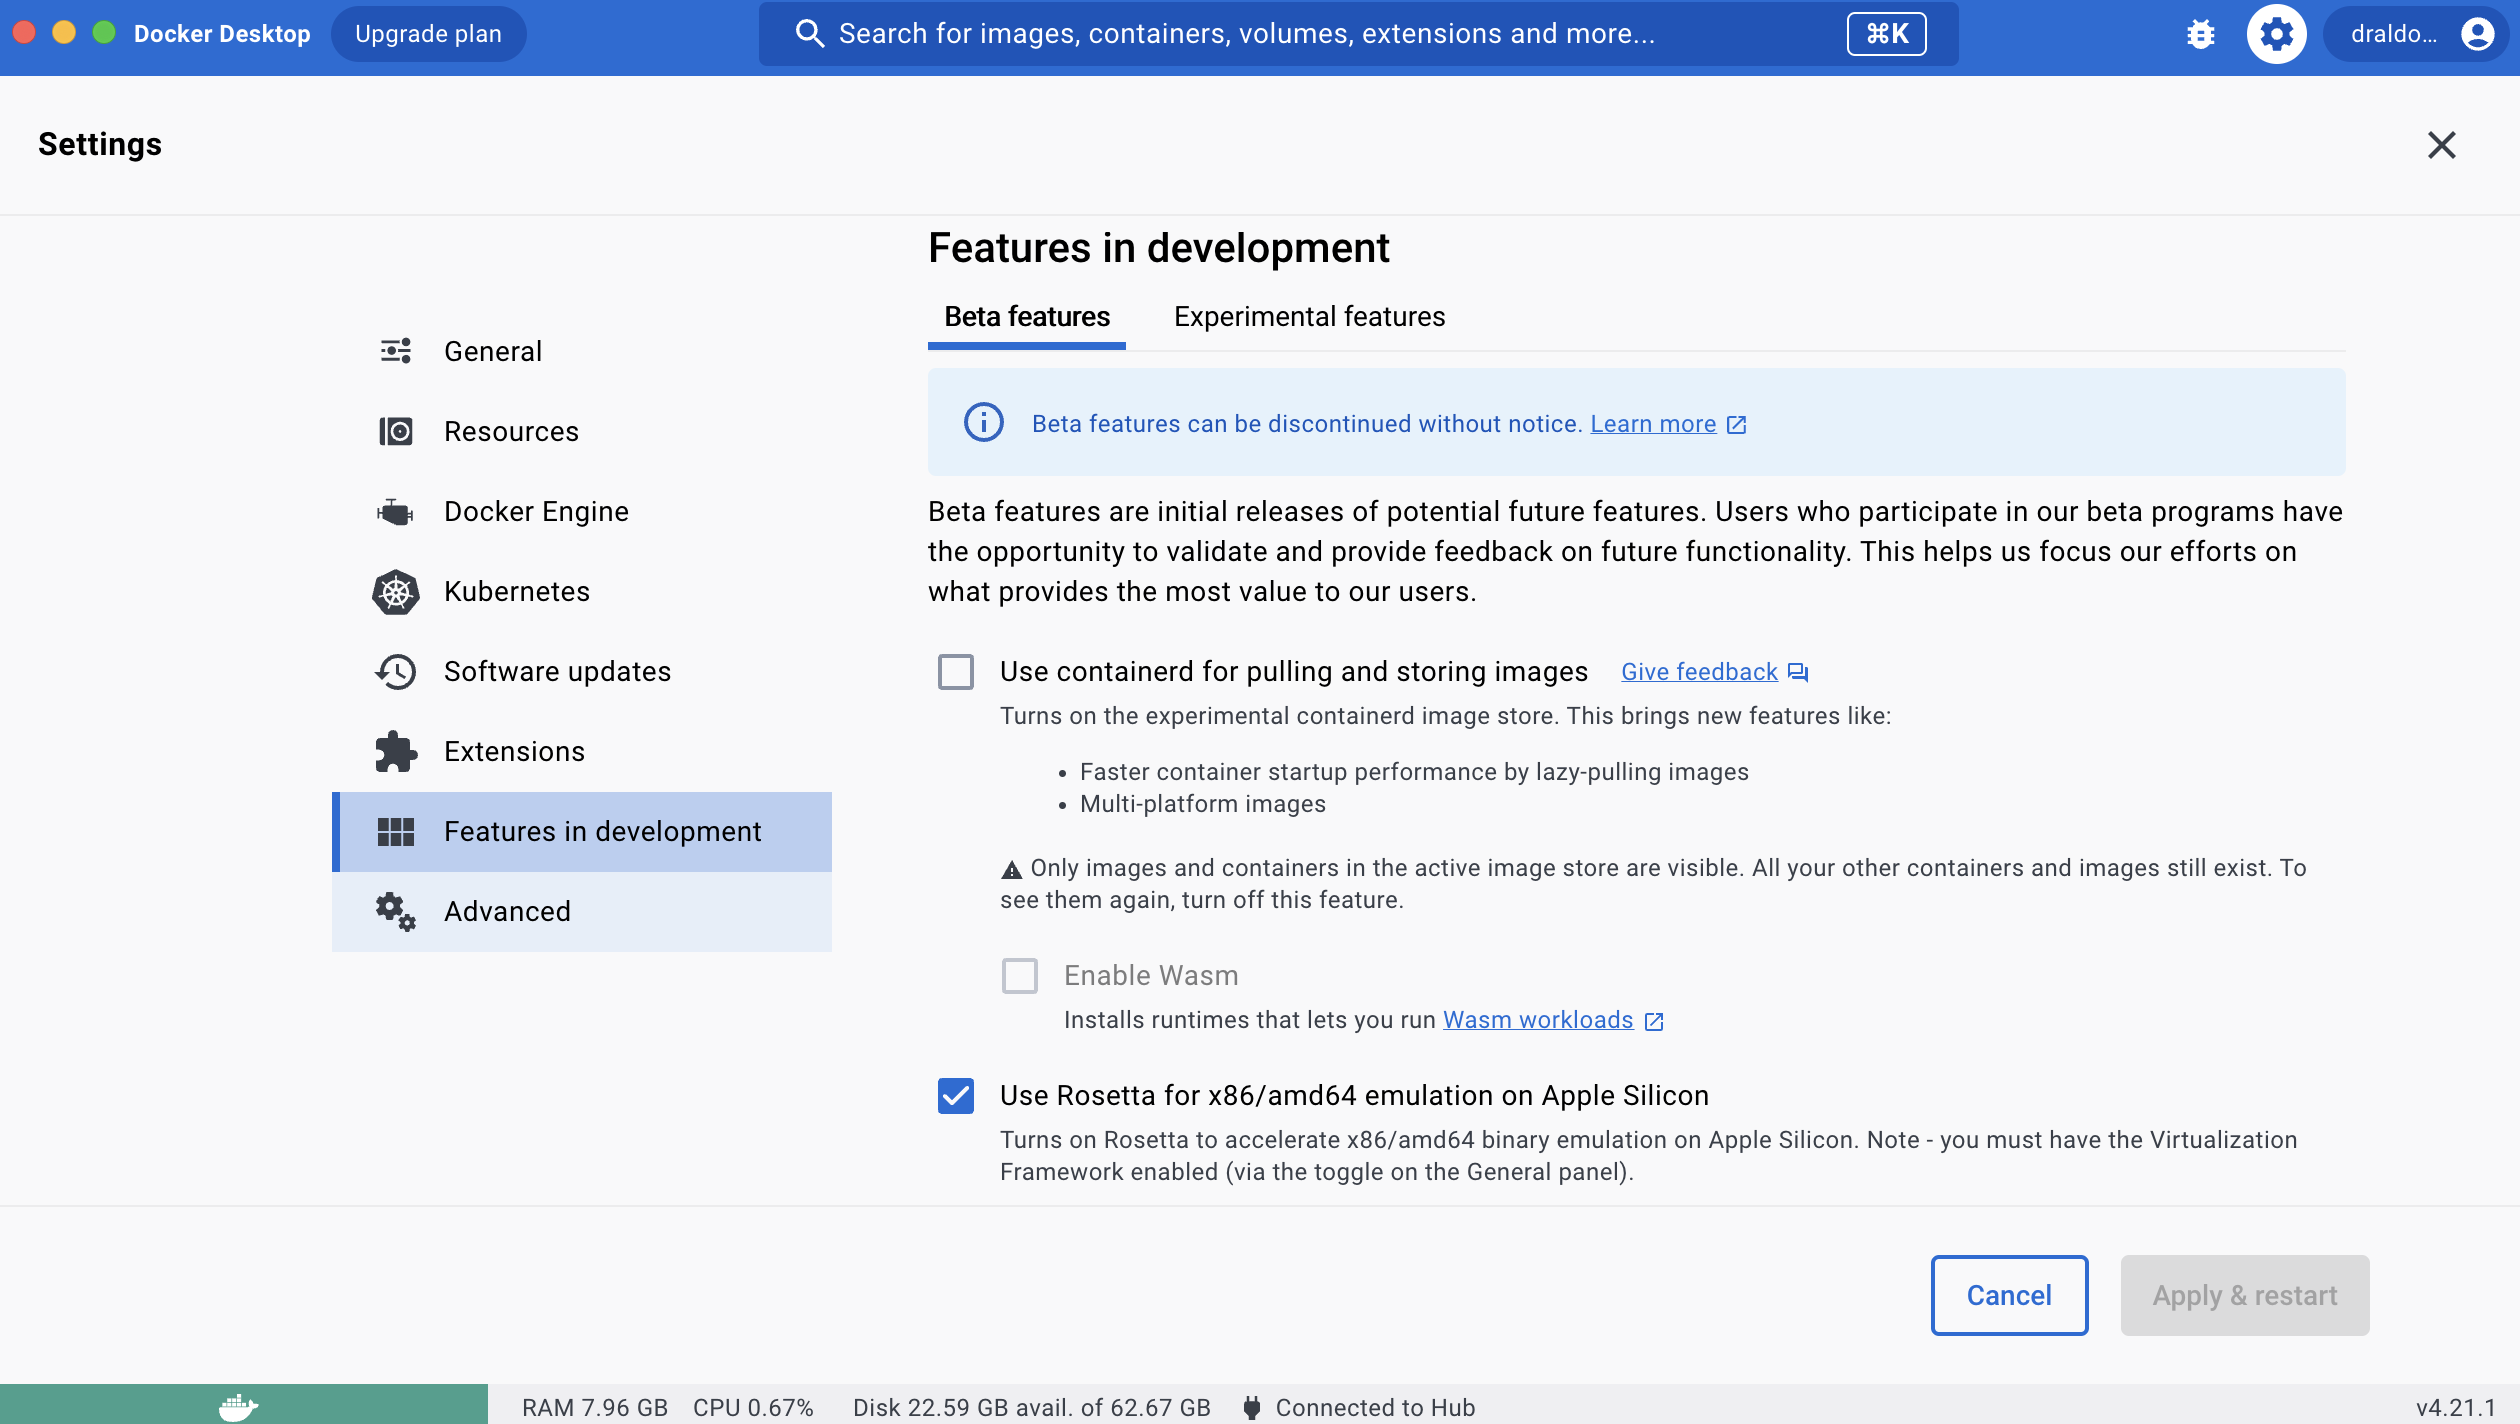 Docker Desktop
Upgrade plan
Search for images, containers, volumes, extensions and more...
⌘K
draldo...
Settings
General
Resources
Docker Engine
Kubernetes
Software updates
Extensions
Features in development
Advanced
Features in development
Beta features
Experimental features
Beta features can be discontinued without notice. Learn more
Beta features are initial releases of potential future features. Users who participate in our beta programs have
the opportunity to validate and provide feedback on future functionality. This helps us focus our efforts on
what provides the most value to our users.
Use containerd for pulling and storing images Give feedback
Turns on the experimental containerd image store. This brings new features like:
• Faster container startup performance by lazy-pulling images
• Multi-platform images
Only images and containers in the active image store are visible. All your other containers and images still exist. To
see them again, turn off this feature.
Enable Wasm
Installs runtimes that lets you run Wasm workloads
Use Rosetta for x86/amd64 emulation on Apple Silicon
Turns on Rosetta to accelerate x86/amd64 binary emulation on Apple Silicon. Note - you must have the Virtualization
Framework enabled (via the toggle on the General panel).
Cancel
Apply & restart
RAM 7.96 GB CPU 0.67% Disk 22.59 GB avail. of 62.67 GB Connected to Hub
v4.21.1